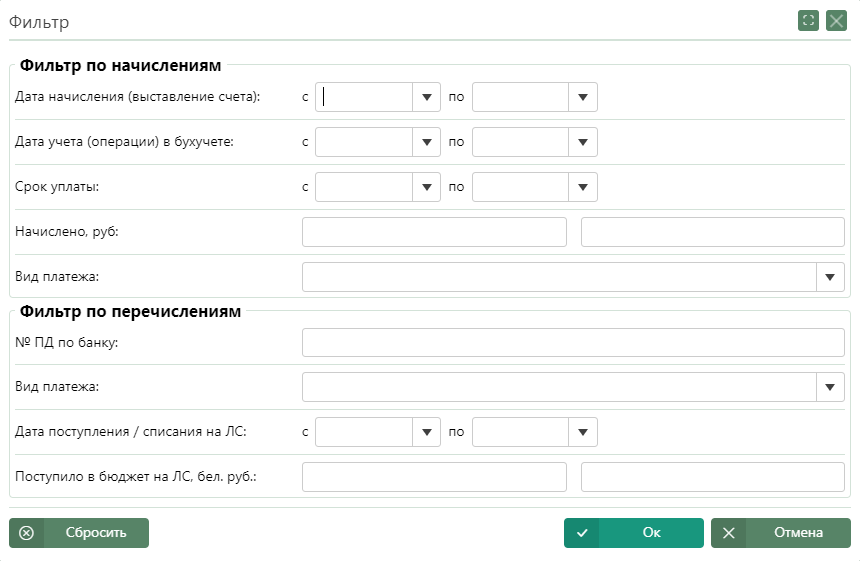 Фильтр
Фильтр по начислениям
Дата начисления (выставление счета): с по
Дата учета (операции) в бухучете: с по
Срок уплаты: с по
Начислено, руб:
Вид платежа:
Фильтр по перечислениям
№ ПД по банку:
Вид платежа:
Дата поступления / списания на ЛС: с по
Поступило в бюджет на ЛС, бел. руб.:
Сбросить Ок Отмена